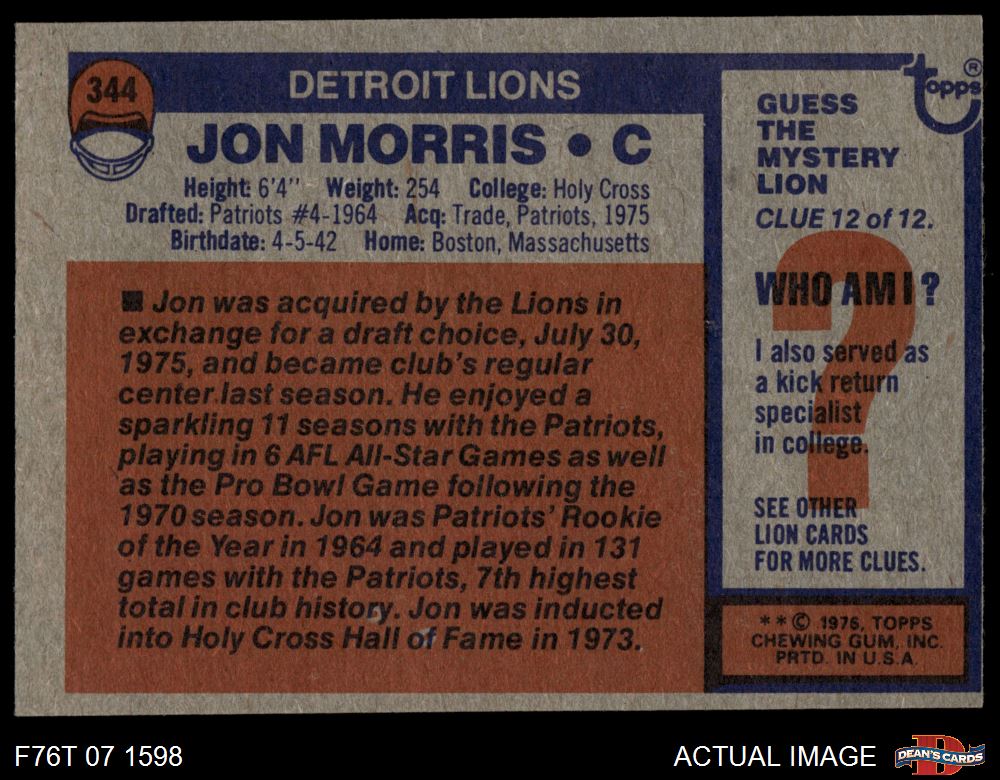 344
DETROIT LIONS
JON MORRIS • C
Height: 6'4" Weight: 254 College: Holy Cross
Drafted: Patriots #4-1964 Acq: Trade, Patriots, 1975
Birthdate: 4-5-42 Home: Boston, Massachusetts
■ Jon was acquired by the Lions in
exchange for a draft choice, July 30,
1975, and became club's regular
center last season. He enjoyed a
sparkling 11 seasons with the Patriots,
playing in 6 AFL All-Star Games as well
as the Pro Bowl Game following the
1970 season. Jon was Patriots' Rookie
of the Year in 1964 and played in 131
games with the Patriots, 7th highest
total in club history. Jon was inducted
into Holy Cross Hall of Fame in 1973.
topps®
GUESS
THE
MYSTERY
LION
CLUE 12 of 12.
WHO AM I ?
I also served as
a kick return
specialist
in college.
SEE OTHER
LION CARDS
FOR MORE CLUES.
* * © 1976, TOPPS
CHEWING GUM, INC.
PRTD. IN U.S.A.
F76T 07 1598
ACTUAL IMAGE
D
DEAN'S CARDS